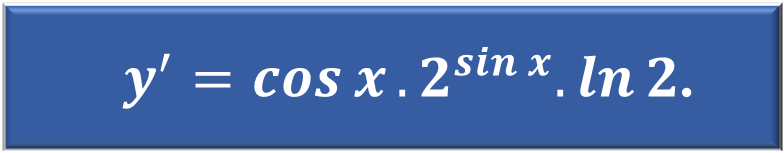 y′ = cos x . 2^{sin x} . ln 2.